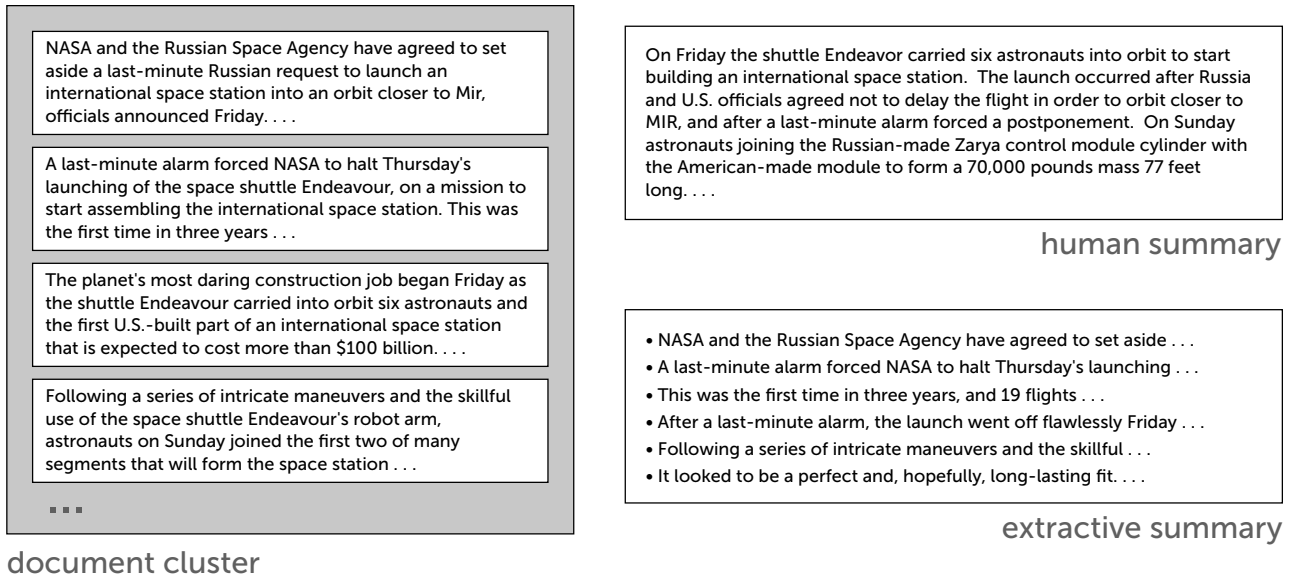 NASA and the Russian Space Agency have agreed to set
aside a last-minute Russian request to launch an
international space station into an orbit closer to Mir,
officials announced Friday. . . .
A last-minute alarm forced NASA to halt Thursday's
launching of the space shuttle Endeavour, on a mission to
start assembling the international space station. This was
the first time in three years . . .
The planet's most daring construction job began Friday as
the shuttle Endeavour carried into orbit six astronauts and
the first U.S.-built part of an international space station
that is expected to cost more than $100 billion. . . .
Following a series of intricate maneuvers and the skillful
use of the space shuttle Endeavour's robot arm,
astronauts on Sunday joined the first two of many
segments that will form the space station . . .
...
document cluster
On Friday the shuttle Endeavor carried six astronauts into orbit to start
building an international space station. The launch occurred after Russia
and U.S. officials agreed not to delay the flight in order to orbit closer to
MIR, and after a last-minute alarm forced a postponement. On Sunday
astronauts joining the Russian-made Zarya control module cylinder with
the American-made module to form a 70,000 pounds mass 77 feet
long. . . .
human summary
• NASA and the Russian Space Agency have agreed to set aside . . .
• A last-minute alarm forced NASA to halt Thursday's launching . . .
• This was the first time in three years, and 19 flights . . .
• After a last-minute alarm, the launch went off flawlessly Friday . . .
• Following a series of intricate maneuvers and the skillful . . .
• It looked to be a perfect and, hopefully, long-lasting fit. . . .
extractive summary